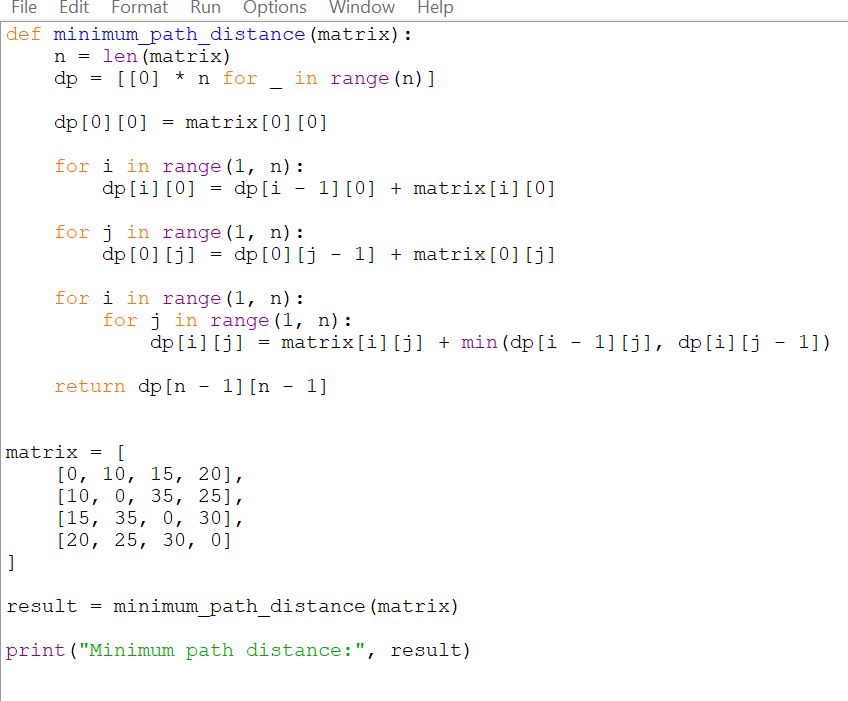 File Edit Format Run Options Window Help
def minimum_path_distance(matrix):
    n = len(matrix)
    dp = [[0] * n for _ in range(n)]

    dp[0][0] = matrix[0][0]

    for i in range(1, n):
        dp[i][0] = dp[i - 1][0] + matrix[i][0]

    for j in range(1, n):
        dp[0][j] = dp[0][j - 1] + matrix[0][j]

    for i in range(1, n):
        for j in range(1, n):
            dp[i][j] = matrix[i][j] + min(dp[i - 1][j], dp[i][j - 1])

    return dp[n - 1][n - 1]


matrix = [
    [0, 10, 15, 20],
    [10, 0, 35, 25],
    [15, 35, 0, 30],
    [20, 25, 30, 0]
]

result = minimum_path_distance(matrix)

print("Minimum path distance:", result)